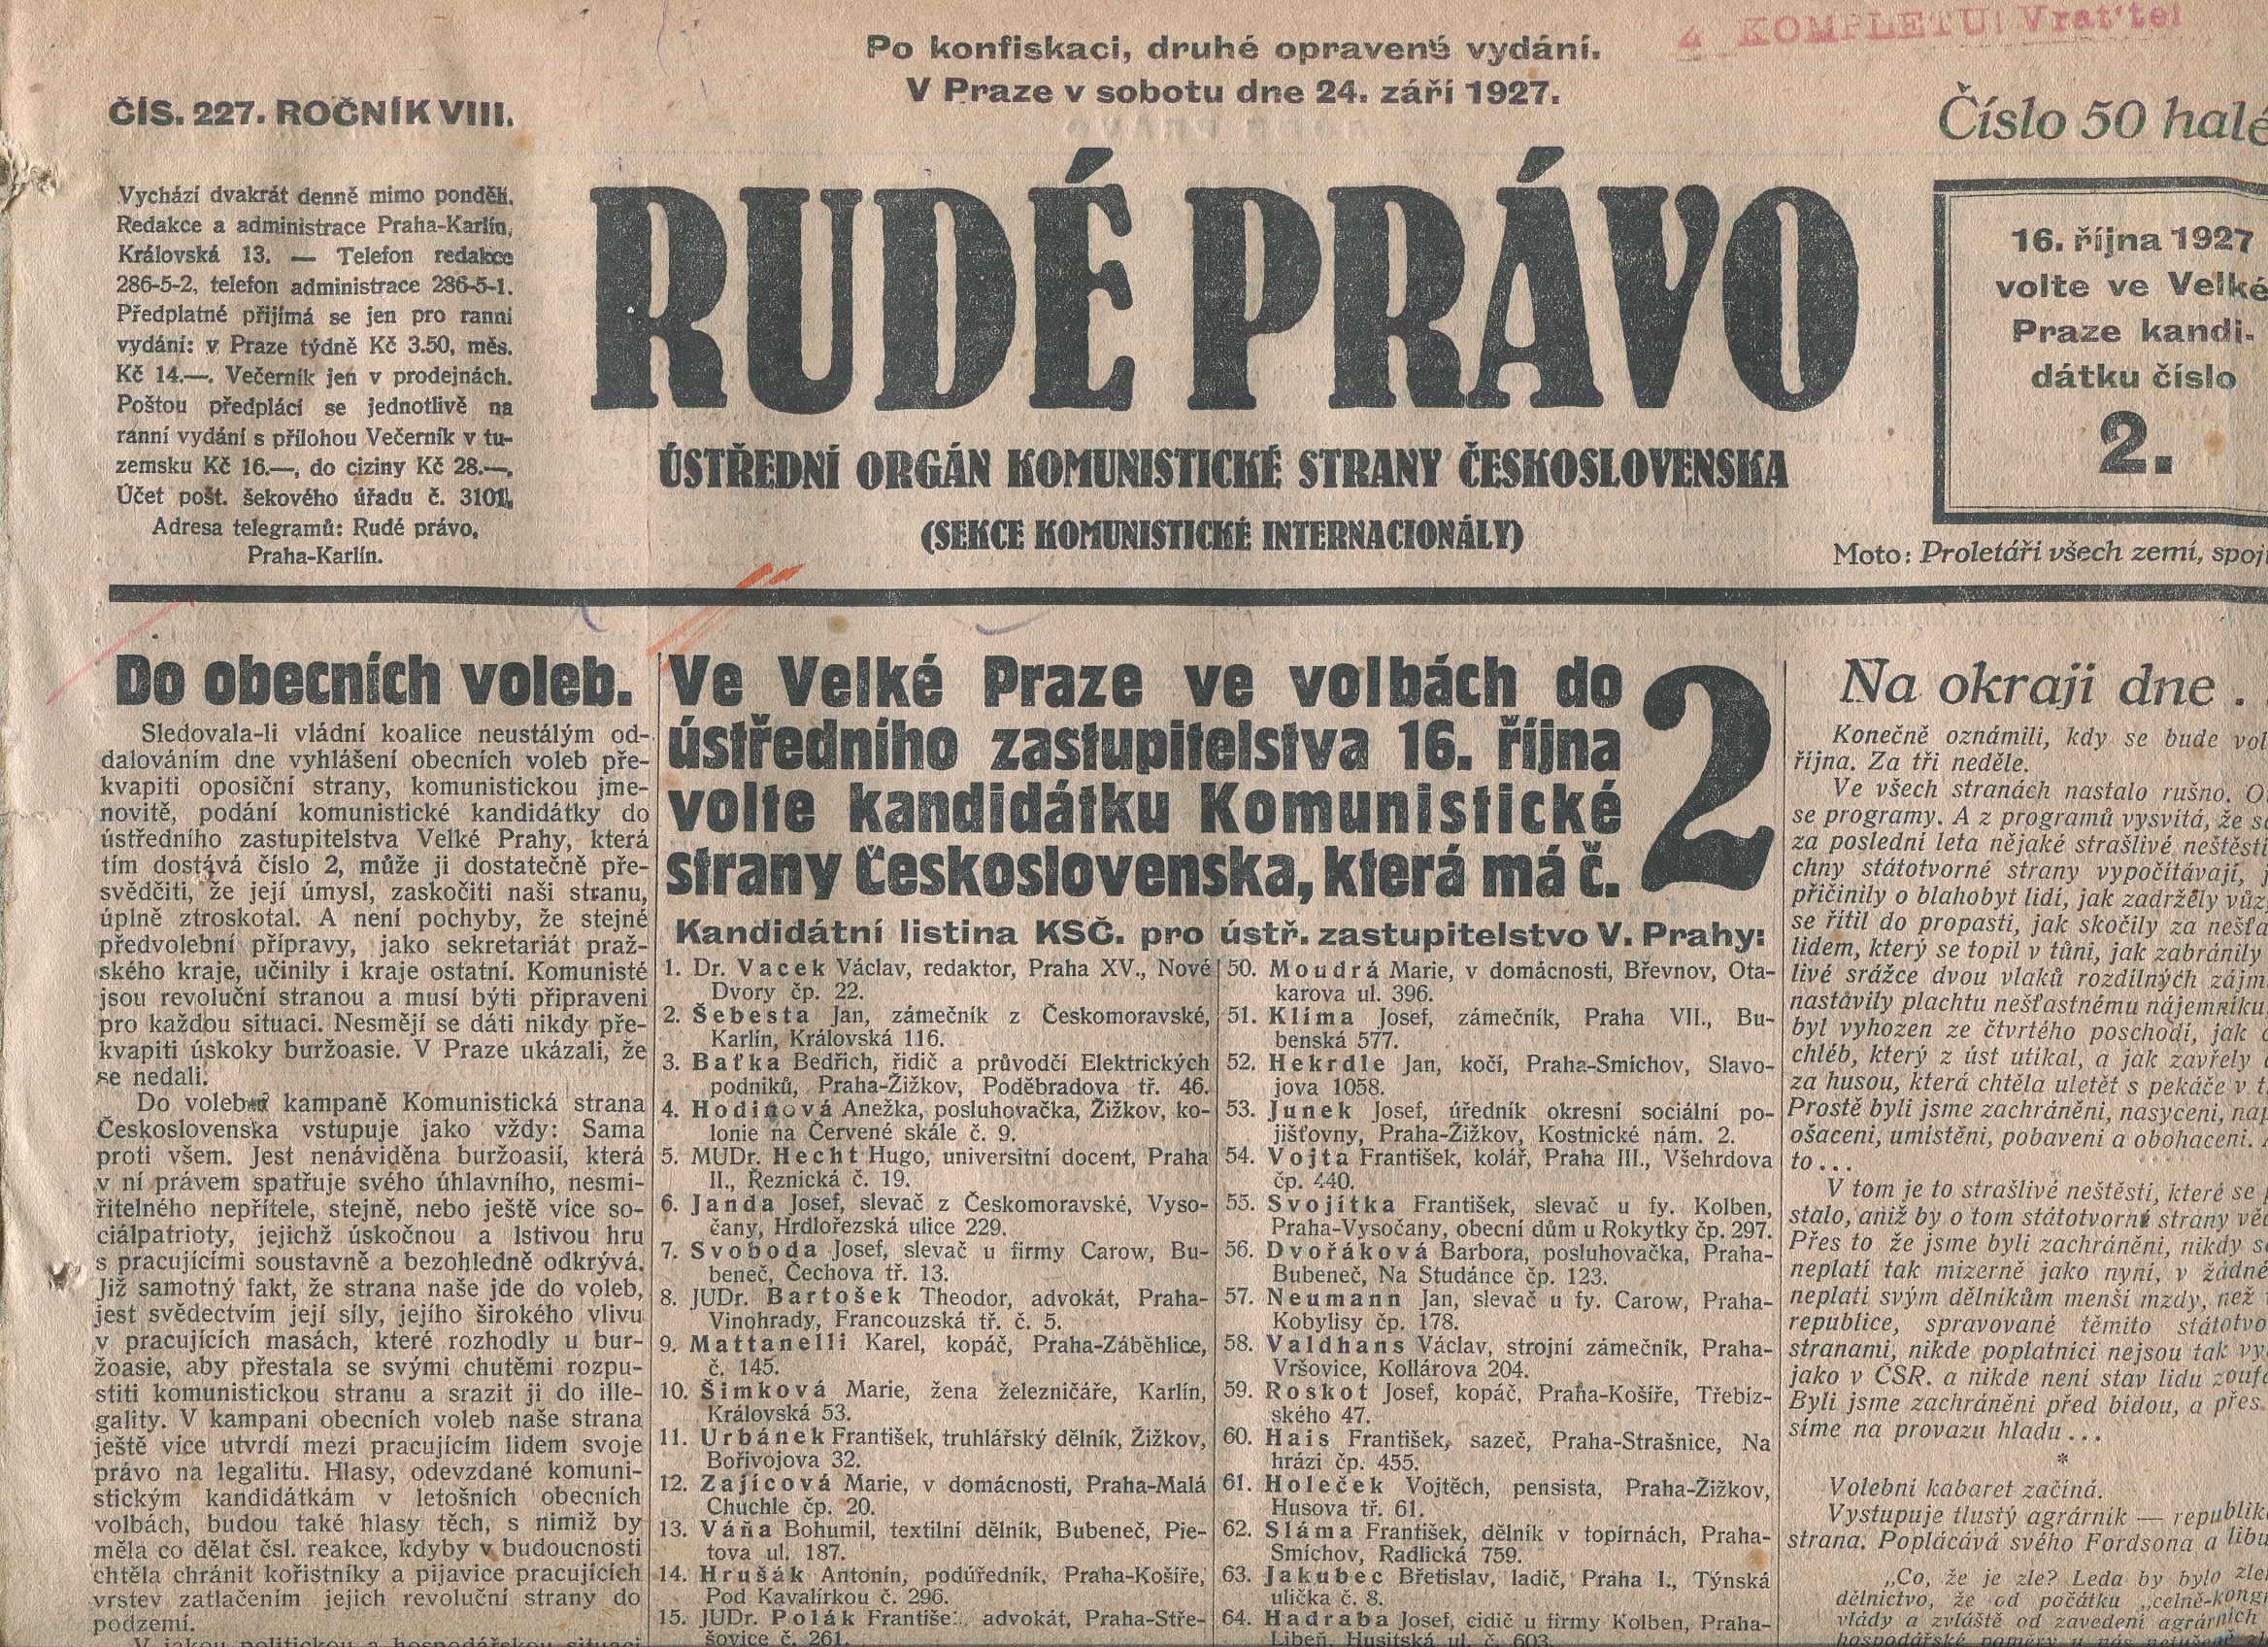 4 KOMPLETU! Vrat'te!
Po konfiskaci, druhé opravené vydání.
V Praze v sobotu dne 24. září 1927.
ČÍS. 227. ROČNÍK VIII.
Číslo 50 halé
Vychází dvakrát denně mimo pondělí.
Redakce a administrace Praha-Karlín,
Královská 13. — Telefon redakce
286-5-2, telefon administrace 286-5-1.
Předplatné přijímá se jen pro ranní
vydání: v Praze týdně Kč 3.50, měs.
Kč 14.—. Večerník jen v prodejnách.
Poštou předplácí se jednotlivě na
ranní vydání s přílohou Večerník v tu-
zemsku Kč 16.—, do ciziny Kč 28.—,
Účet pošt. šekového úřadu č. 3101,
Adresa telegramů: Rudé právo,
Praha-Karlín.
RUDÉ PRÁVO
ÚSTŘEDNÍ ORGÁN KOMUNISTICKÉ STRANY ČESKOSLOVENSKA
(SEKCE KOMUNISTICKÉ INTERNACIONÁLY)
16. října 1927
volte ve Velké
Praze kandi-
dátku číslo
2.
Moto: Proletáři všech zemí, spoj
Do obecních voleb.
Sledovala-li vládní koalice neustálým od-
dalováním dne vyhlášení obecních voleb pře-
kvapiti oposiční strany, komunistickou jme-
novitě, podání komunistické kandidátky do
ústředního zastupitelstva Velké Prahy, která
tím dostává číslo 2, může ji dostatečně pře-
svědčiti, že její úmysl, zaskočiti naši stranu,
úplně ztroskotal. A není pochyby, že stejné
předvolební přípravy, jako sekretariát praž-
ského kraje, učinily i kraje ostatní. Komunisté
jsou revoluční stranou a musí býti připraveni
pro každou situaci. Nesmějí se dáti nikdy pře-
kvapiti úskoky buržoasie. V Praze ukázali, že
se nedali.
Do volební kampaně Komunistická strana
Československa vstupuje jako vždy: Sama
proti všem. Jest nenáviděna buržoasií, která
v ní právem spatřuje svého úhlavního, nesmi-
řitelného nepřítele, stejně, nebo ještě více so-
ciálpatrioty, jejichž úskočnou a lstivou hru
s pracujícími soustavně a bezohledně odkrývá.
Již samotný fakt, že strana naše jde do voleb,
jest svědectvím její síly, jejího širokého vlivu
v pracujících masách, které rozhodly u bur-
žoasie, aby přestala se svými chutěmi rozpu-
stiti komunistickou stranu a srazit ji do ille-
gality. V kampani obecních voleb naše strana
ještě více utvrdí mezi pracujícím lidem svoje
právo na legalitu. Hlasy, odevzdané komuni-
stickým kandidátkám v letošních obecních
volbách, budou také hlasy těch, s nimiž by
měla co dělat čsl. reakce, kdyby v budoucnosti
chtěla chránit kořistníky a pijavice pracujících
vrstev zatlačením jejich revoluční strany do
podzemí.
V jakou politickou a hospodářskou situaci
Ve Velké Praze ve volbách do
ústředního zastupitelstva 16. října
volte kandidátku Komunistické
strany Československa, která má č.
2
Kandidátní listina KSČ. pro ústř. zastupitelstvo V. Prahy:
1. Dr. Vacek Václav, redaktor, Praha XV., Nové
Dvory čp. 22.
2. Šebesta Jan, zámečník z Českomoravské,
Karlín, Královská 116.
3. Baťka Bedřich, řidič a průvodčí Elektrických
podniků, Praha-Žižkov, Poděbradova tř. 46.
4. Hodinová Anežka, posluhovačka, Žižkov, ko-
lonie na Červené skále č. 9.
5. MUDr. Hecht Hugo, universitní docent, Praha
II., Řeznická č. 19.
6. Janda Josef, slevač z Českomoravské, Vyso-
čany, Hrdlořezská ulice 229.
7. Svoboda Josef, slevač u firmy Carow, Bu-
beneč, Čechova tř. 13.
8. JUDr. Bartošek Theodor, advokát, Praha-
Vinohrady, Francouzská tř. č. 5.
9. Mattanelli Karel, kopáč, Praha-Záběhlice,
č. 145.
10. Šimková Marie, žena železničáře, Karlín,
Královská 53.
11. Urbánek František, truhlářský dělník, Žižkov,
Bořivojova 32.
12. Zajícová Marie, v domácnosti, Praha-Malá
Chuchle čp. 20.
13. Váňa Bohumil, textilní dělník, Bubeneč, Pie-
tova ul. 187.
14. Hrušák Antonín, podúředník, Praha-Košíře,
Pod Kavalírkou č. 296.
15. JUDr. Polák Františe., advokát, Praha-Stře-
šovice č. 261.
50. Moudrá Marie, v domácnosti, Břevnov, Ota-
karova ul. 396.
51. Klíma Josef, zámečník, Praha VII., Bu-
benská 577.
52. Hekrdle Jan, kočí, Praha-Smíchov, Slavo-
jova 1058.
53. Junek Josef, úředník okresní sociální po-
jišťovny, Praha-Žižkov, Kostnické nám. 2.
54. Vojta František, kolář, Praha III., Všehrdova
čp. 440.
55. Svojítka František, slevač u fy. Kolben,
Praha-Vysočany, obecní dům u Rokytky čp. 297.
56. Dvořáková Barbora, posluhovačka, Praha-
Bubeneč, Na Studánce čp. 123.
57. Neumann Jan, slevač u fy. Carow, Praha-
Kobylisy čp. 178.
58. Valdhans Václav, strojní zámečník, Praha-
Vršovice, Kollárova 204.
59. Roskot Josef, kopáč, Praha-Košíře, Třebíz-
ského 47.
60. Hais František, sazeč, Praha-Strašnice, Na
hrázi čp. 455.
61. Holeček Vojtěch, pensista, Praha-Žižkov,
Husova tř. 61.
62. Sláma František, dělník v topírnách, Praha-
Smíchov, Radlická 759.
63. Jakubec Břetislav, ladič, Praha I., Týnská
ulička č. 8.
64. Hadraba Josef, cidič u firmy Kolben, Praha-
Libeň, Husitská ul. č. 603.
Na okraji dne .
Konečně oznámili, kdy se bude vol
října. Za tři neděle.
Ve všech stranách nastalo rušno. O
se programy. A z programů vysvítá, že s
za poslední leta nějaké strašlivé neštěstí
chny státotvorné strany vypočítávají, j
přičinily o blahobyt lidí, jak zadržely vůz,
se řítil do propasti, jak skočily za nešťa
lidem, který se topil v tůni, jak zabránily
livé srážce dvou vlaků rozdílných zájm
nastavily plachtu nešťastnému nájemníku,
byl vyhozen ze čtvrtého poschodí, jak
chléb, který z úst utíkal, a jak zavřely
za husou, která chtěla uletět s pekáče v t
Prostě byli jsme zachráněni, nasyceni, nap
ošaceni, umístěni, pobaveni a obohaceni.
to...
V tom je to strašlivé neštěstí, které se
stalo, aniž by o tom státotvorné strany vě
Přes to že jsme byli zachráněni, nikdy s
neplatí tak mizerně jako nyní, v žádné
neplatí svým dělníkům menší mzdy, než
republice, spravované těmito státotvo
stranami, nikde poplatníci nejsou tak vy
jako v ČSR. a nikde není stav lidu zoufa
Byli jsme zachráněni před bídou, a přes
síme na provazu hladu...
*
Volební kabaret začíná.
Vystupuje tlustý agrárník — republik
strana. Poplácává svého Fordsona a libu
„Co, že je zle? Leda by bylo zle
dělnictvo, že od počátku „celně-kongr
vlády a zvláště od zavedení agrárních
hospodářské poměry